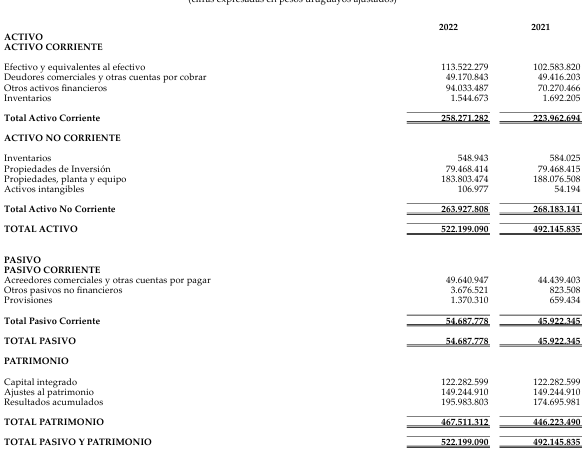 (cifras expresadas en pesos uruguayos ajustados)
2022 2021
ACTIVO
ACTIVO CORRIENTE
Efectivo y equivalentes al efectivo 113.522.279 102.583.820
Deudores comerciales y otras cuentas por cobrar 49.170.843 49.416.203
Otros activos financieros 94.033.487 70.270.466
Inventarios 1.544.673 1.692.205
Total Activo Corriente 258.271.282 223.962.694
ACTIVO NO CORRIENTE
Inventarios 548.943 584.025
Propiedades de Inversión 79.468.414 79.468.415
Propiedades, planta y equipo 183.803.474 188.076.508
Activos intangibles 106.977 54.194
Total Activo No Corriente 263.927.808 268.183.141
TOTAL ACTIVO 522.199.090 492.145.835
PASIVO
PASIVO CORRIENTE
Acreedores comerciales y otras cuentas por pagar 49.640.947 44.439.403
Otros pasivos no financieros 3.676.521 823.508
Provisiones 1.370.310 659.434
Total Pasivo Corriente 54.687.778 45.922.345
TOTAL PASIVO 54.687.778 45.922.345
PATRIMONIO
Capital integrado 122.282.599 122.282.599
Ajustes al patrimonio 149.244.910 149.244.910
Resultados acumulados 195.983.803 174.695.981
TOTAL PATRIMONIO 467.511.312 446.223.490
TOTAL PASIVO Y PATRIMONIO 522.199.090 492.145.835